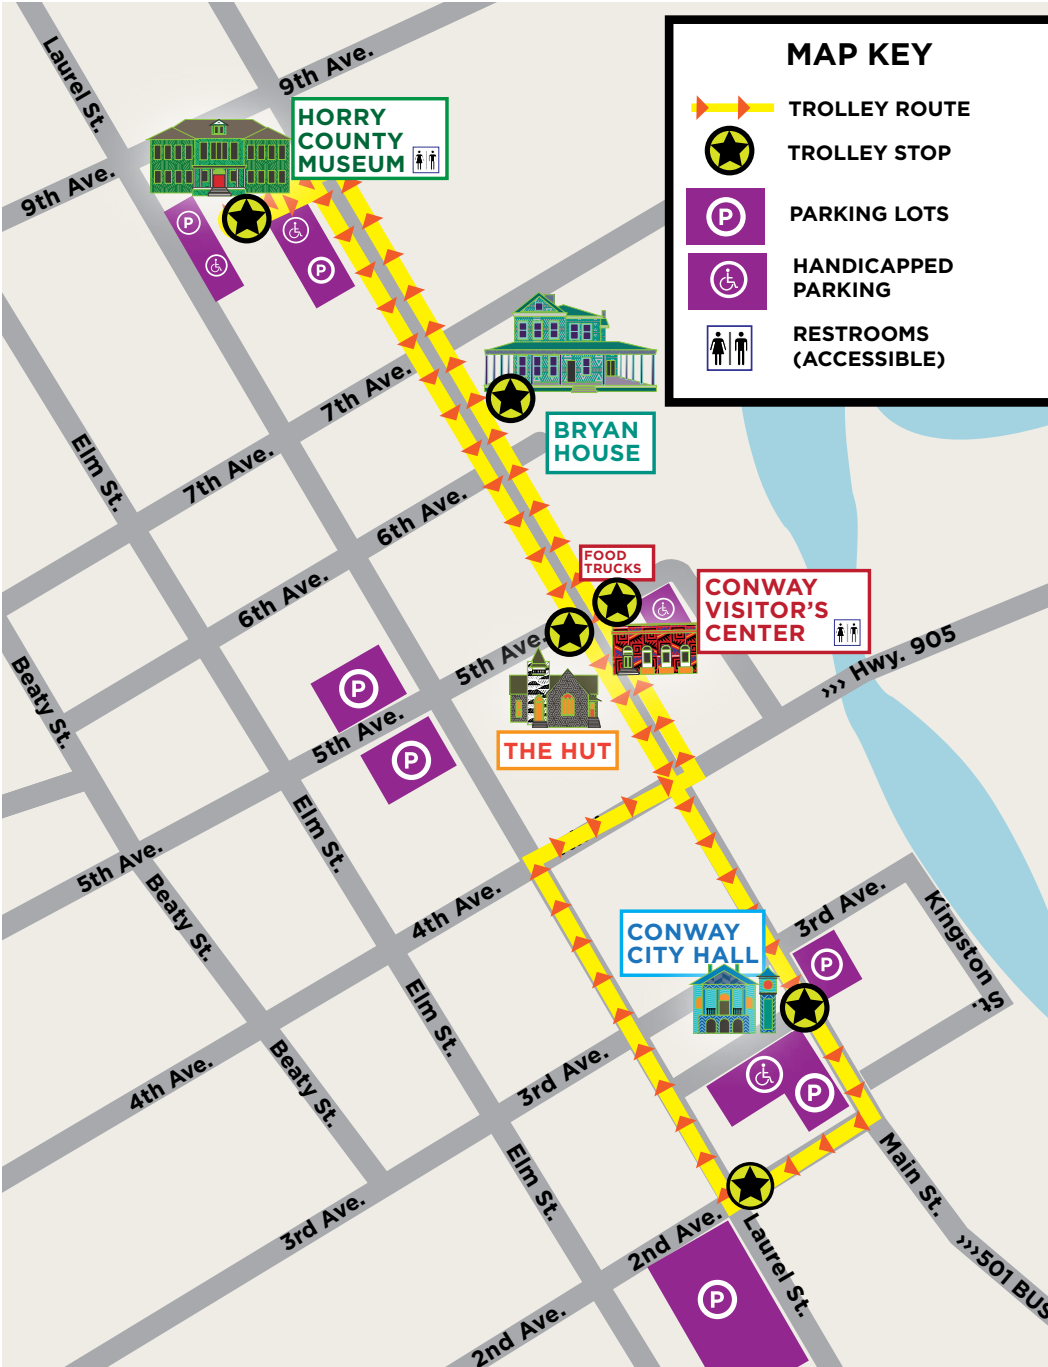 MAP KEY
TROLLEY ROUTE
TROLLEY STOP
P
PARKING LOTS
HANDICAPPED
PARKING
RESTROOMS
(ACCESSIBLE)
Laurel St.
9th Ave.
HORRY
COUNTY
MUSEUM
9th Ave.
P
P
7th Ave.
BRYAN
HOUSE
Elm St.
7th Ave.
6th Ave.
FOOD
TRUCKS
CONWAY
VISITOR'S
CENTER
6th Ave.
5th Ave.
››› Hwy. 905
Beaty St.
P
5th Ave.
P
THE HUT
Elm St.
5th Ave.
Beaty St.
4th Ave.
3rd Ave.
Kingston St.
CONWAY
CITY HALL
P
Elm St.
4th Ave.
Beaty St.
3rd Ave.
P
Elm St.
Main St.
3rd Ave.
2nd Ave.
Laurel St.
›››501 BUS
P
2nd Ave.